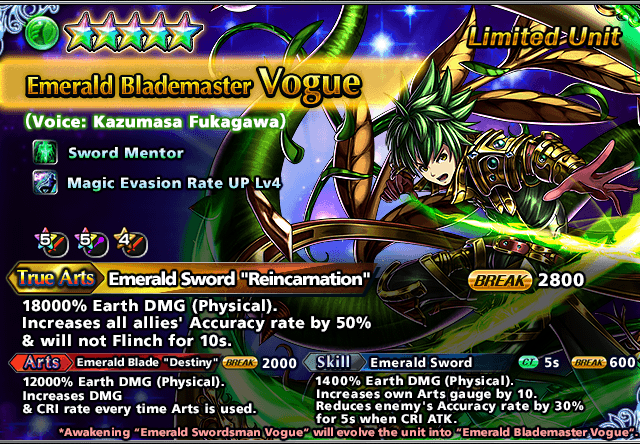 Limited Unit
Emerald Blademaster Vogue
(Voice: Kazumasa Fukagawa)
Sword Mentor
Magic Evasion Rate UP Lv4
5 5 4
True Arts Emerald Sword "Reincarnation" BREAK 2800
18000% Earth DMG (Physical).
Increases all allies' Accuracy rate by 50%
& will not Flinch for 10s.
Arts Emerald Blade "Destiny" BREAK 2000
12000% Earth DMG (Physical).
Increases DMG
& CRI rate every time Arts is used.
Skill Emerald Sword CT 5s BREAK 600
1400% Earth DMG (Physical).
Increases own Arts gauge by 10.
Reduces enemy's Accuracy rate by 30%
for 5s when CRI ATK.
*Awakening "Emerald Swordsman Vogue" will evolve the unit into "Emerald Blademaster Vogue"